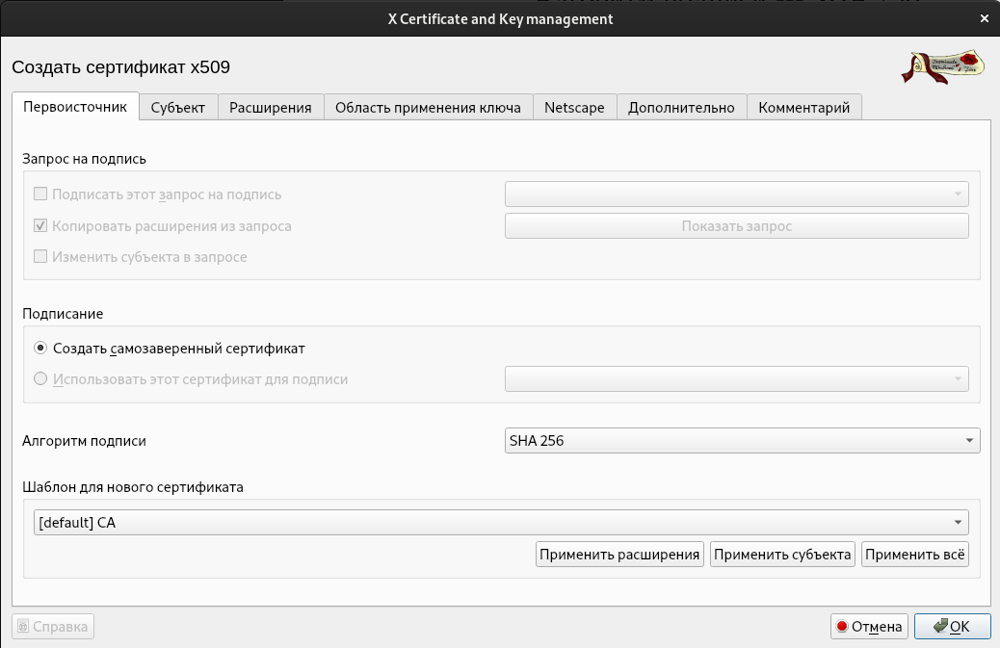 X Certificate and Key management
Создать сертификат x509
Первоисточник Субъект Расширения Область применения ключа Netscape Дополнительно Комментарий
Запрос на подпись
Подписать этот запрос на подпись
Копировать расширения из запроса Показать запрос
Изменить субъекта в запросе
Подписание
Создать самозаверенный сертификат
Использовать этот сертификат для подписи
Алгоритм подписи SHA 256
Шаблон для нового сертификата
[default] CA
Применить расширения Применить субъекта Применить всё
Справка Отмена OK